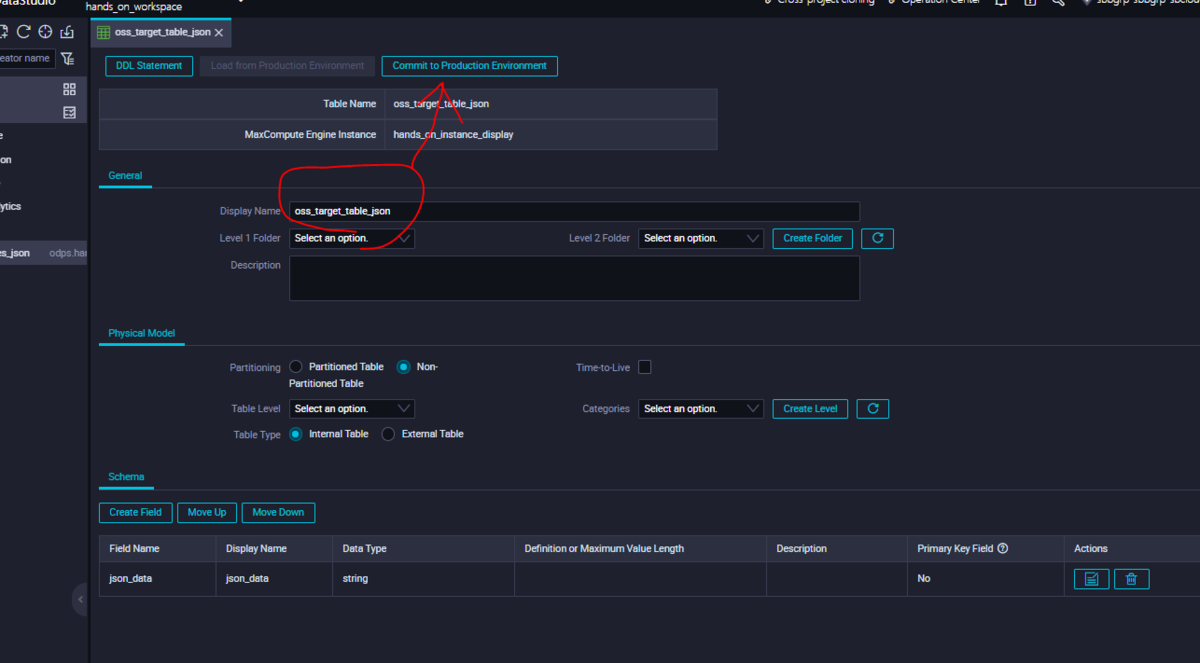 DataStudio
hands_on_workspace
Cross-project cloning Operation Center
oss_target_table_json
eator name
DDL Statement Load from Production Environment Commit to Production Environment
Table Name oss_target_table_json
MaxCompute Engine Instance hands_on_instance_display
on
ytics
es_json odps.han
General
Display Name oss_target_table_json
Level 1 Folder Select an option. Level 2 Folder Select an option. Create Folder
Description
Physical Model
Partitioning Partitioned Table Non-
Partitioned Table Time-to-Live
Table Level Select an option. Categories Select an option. Create Level
Table Type Internal Table External Table
Schema
Create Field Move Up Move Down
Field Name Display Name Data Type Definition or Maximum Value Length Description Primary Key Field Actions
json_data json_data string No